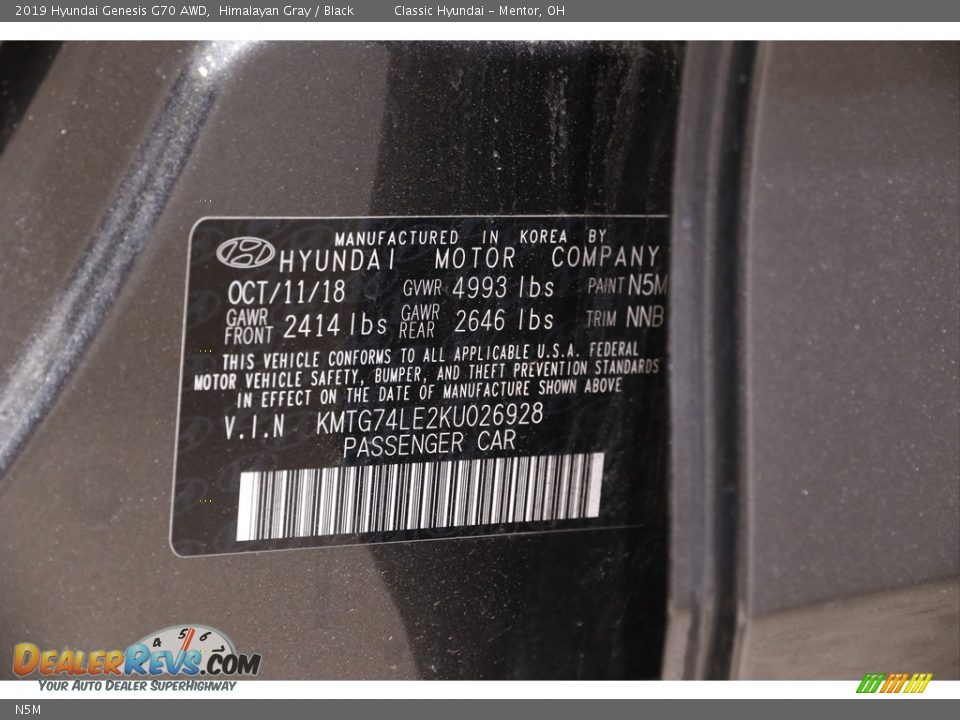 2019 Hyundai Genesis G70 AWD, Himalayan Gray / Black Classic Hyundai - Mentor, OH
MANUFACTURED IN KOREA BY
HYUNDAI MOTOR COMPANY
OCT/11/18 GVWR 4993 lbs PAINT N5M
GAWR FRONT 2414 lbs GAWR REAR 2646 lbs TRIM NNB
THIS VEHICLE CONFORMS TO ALL APPLICABLE U.S.A. FEDERAL
MOTOR VEHICLE SAFETY, BUMPER, AND THEFT PREVENTION STANDARDS
IN EFFECT ON THE DATE OF MANUFACTURE SHOWN ABOVE
V.I.N KMTG74LE2KU026928
PASSENGER CAR
4 5 6
DEALERREVS.COM
YOUR AUTO DEALER SUPERHIGHWAY
N5M